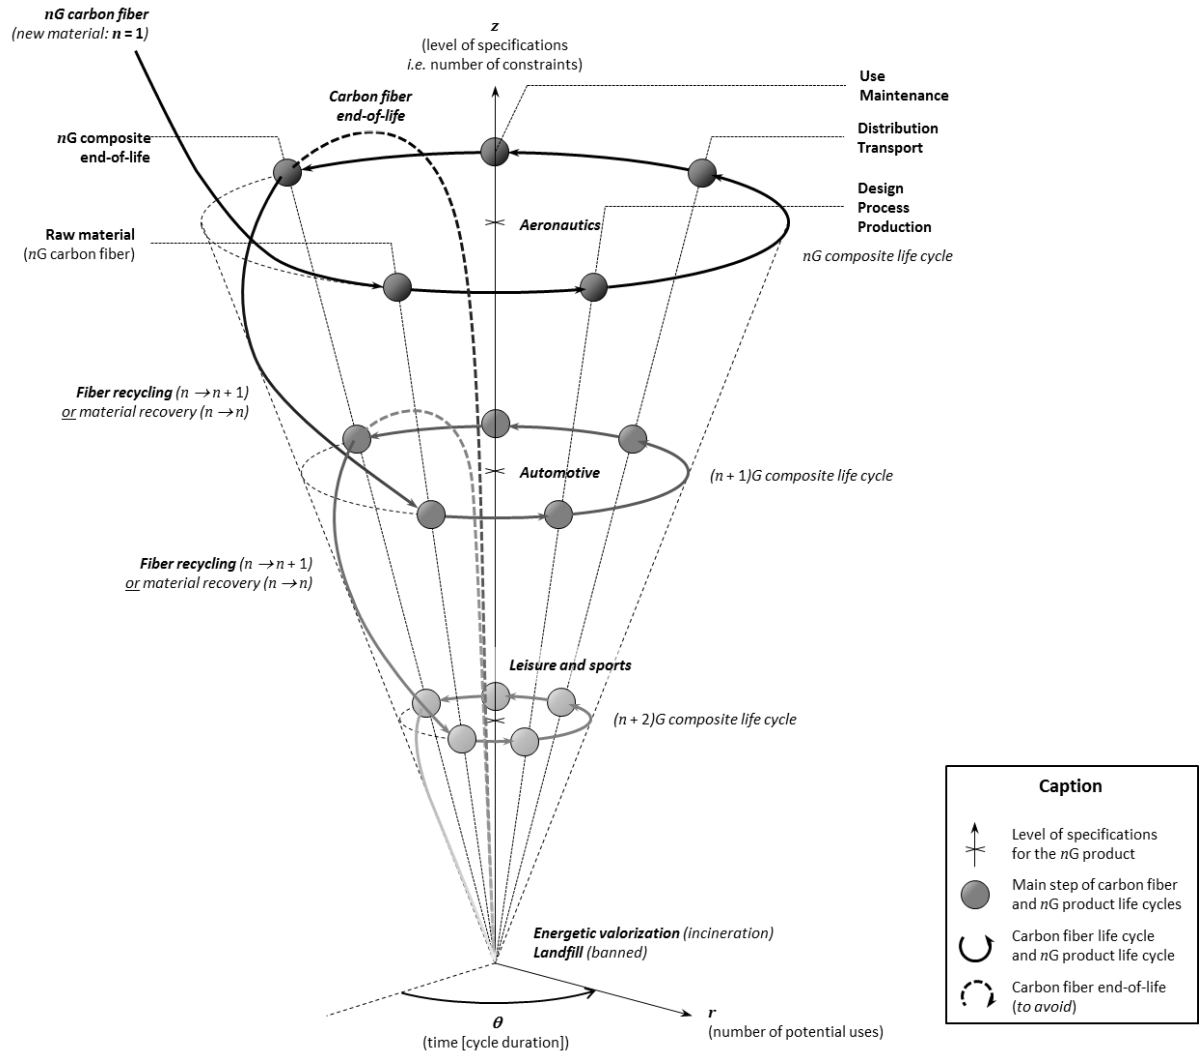 nG carbon fiber
(new material: n = 1)
z
(level of specifications
i.e. number of constraints)
Carbon fiber
end-of-life
Use
Maintenance
nG composite
end-of-life
Distribution
Transport
Design
Process
Production
Aeronautics
Raw material
(nG carbon fiber)
nG composite life cycle
Fiber recycling (n → n + 1)
or material recovery (n → n)
Automotive
(n + 1)G composite life cycle
Fiber recycling (n → n + 1)
or material recovery (n → n)
Leisure and sports
(n + 2)G composite life cycle
Energetic valorization (incineration)
Landfill (banned)
θ
(time [cycle duration])
r
(number of potential uses)
Caption
Level of specifications
for the nG product
Main step of carbon fiber
and nG product life cycles
Carbon fiber life cycle
and nG product life cycle
Carbon fiber end-of-life
(to avoid)